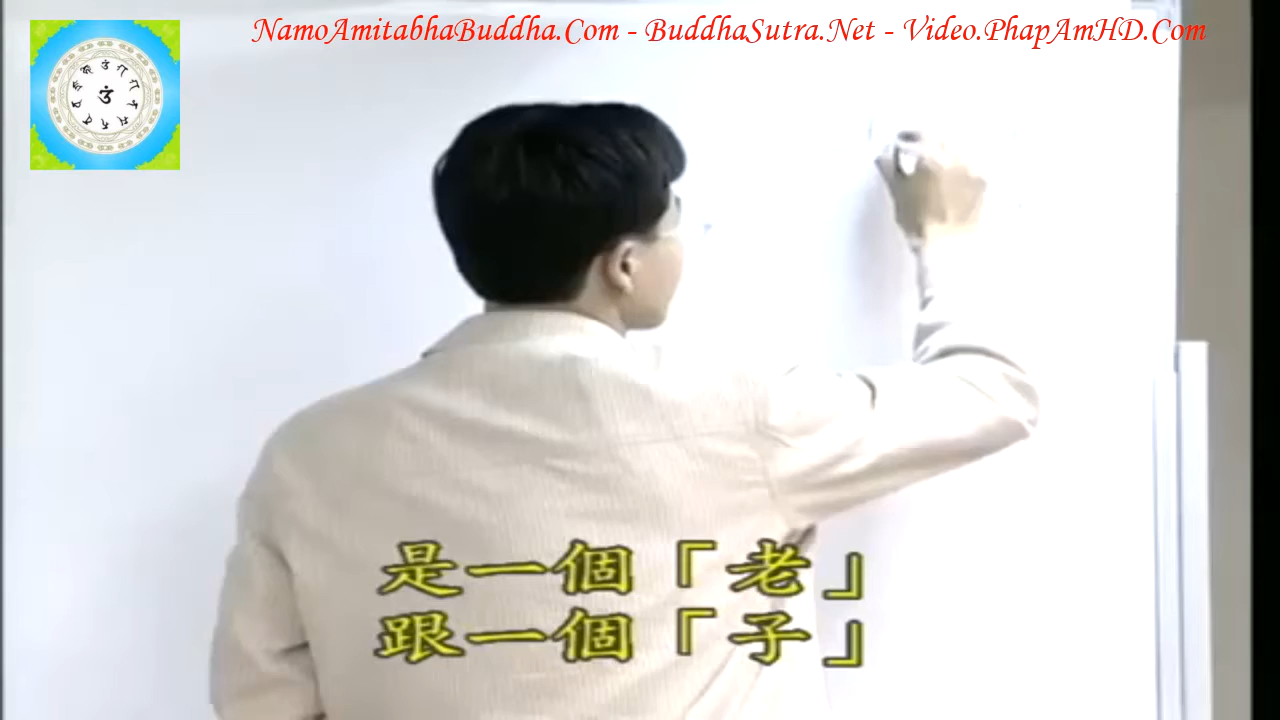 NamoAmitabhaBuddha.Com - BuddhaSutra.Net - Video.PhapAmHD.Com
是一個「老」
跟一個「子」